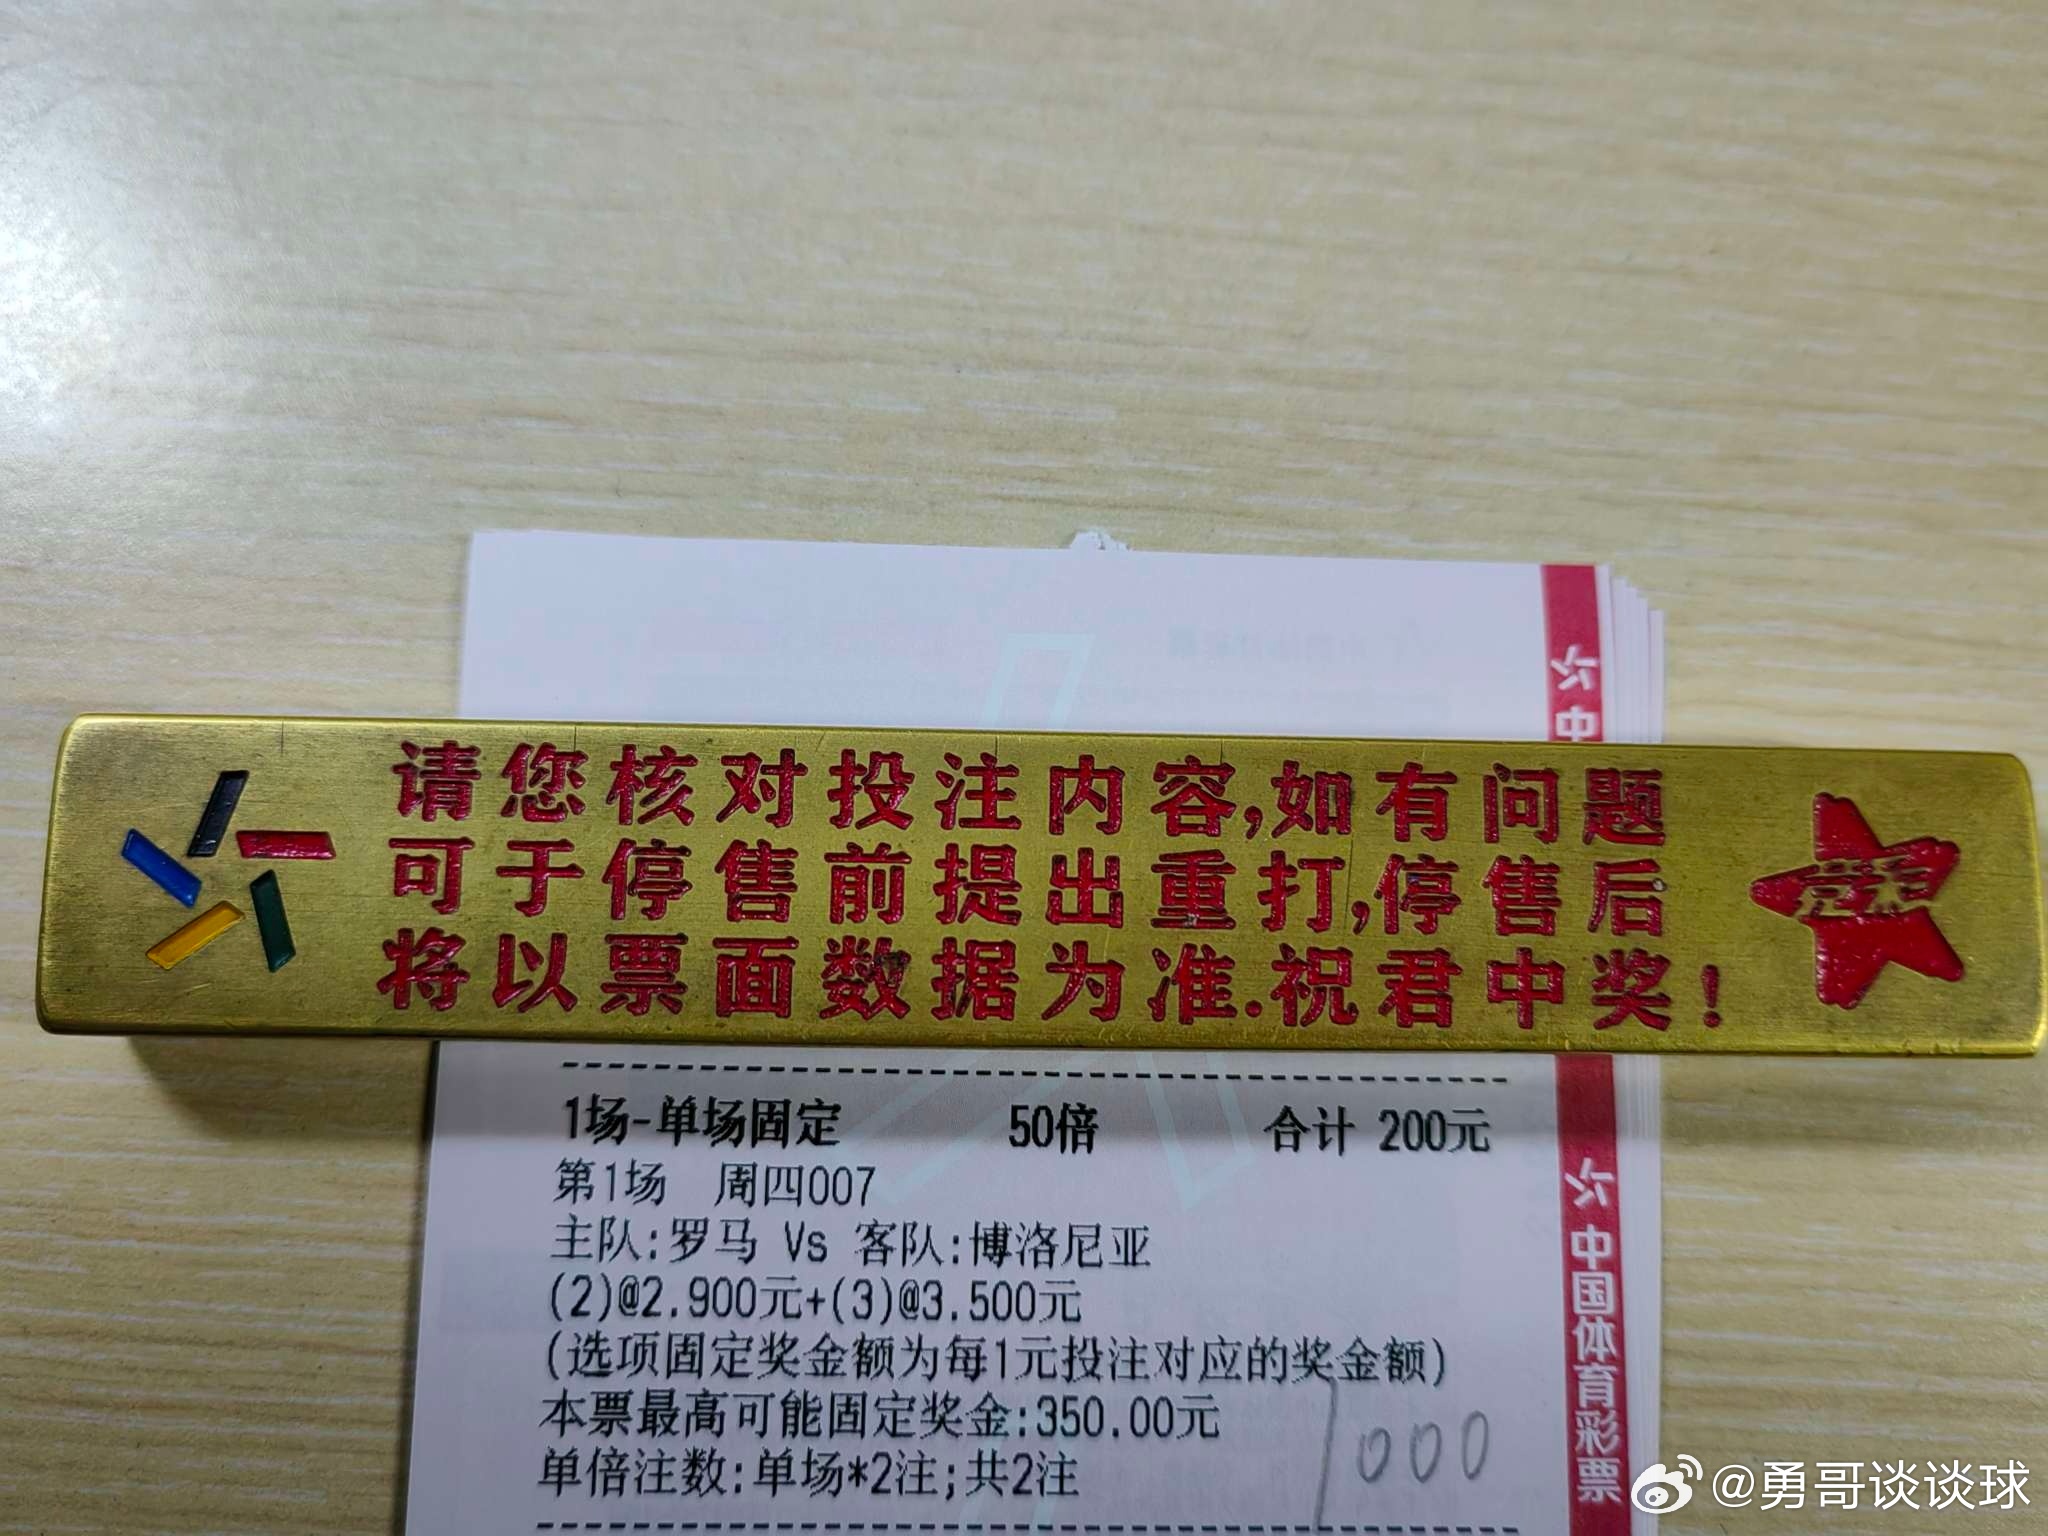 中
请您核对投注内容,如有问题
可于停售前提出重打,停售后
将以票面数据为准.祝君中奖!
竞彩
1场-单场固定 50倍 合计 200元
第1场 周四007
主队:罗马 Vs 客队:博洛尼亚
(2)@2.900元+(3)@3.500元
(选项固定奖金额为每1元投注对应的奖金额)
本票最高可能固定奖金:350.00元
单倍注数:单场*2注;共2注
1000
中国体育彩票
@勇哥谈谈球